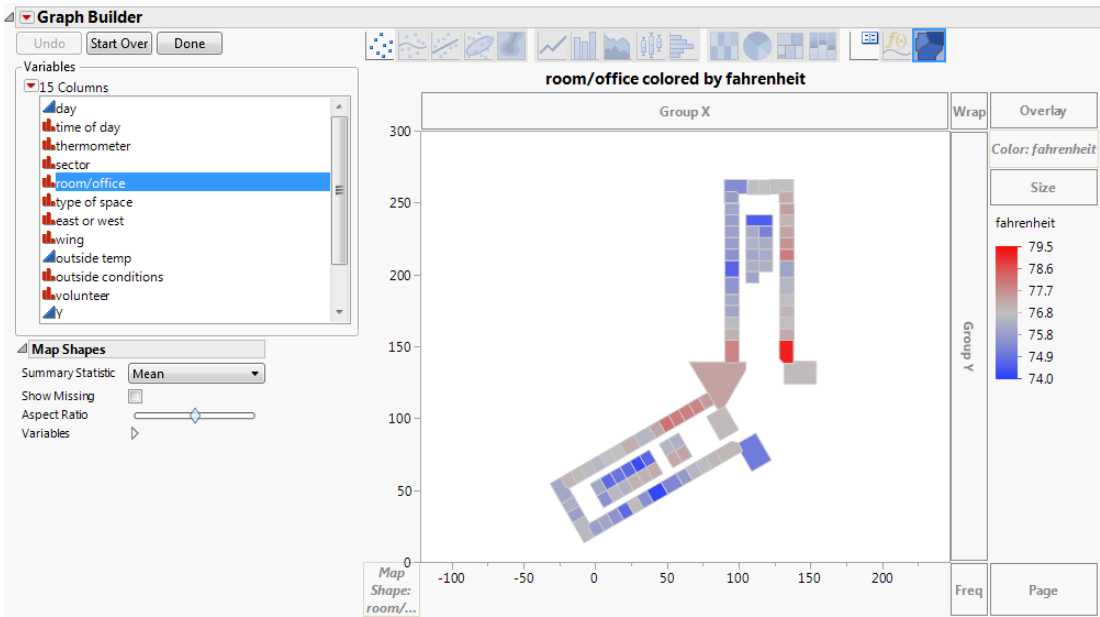 Graph Builder
Undo Start Over Done
Variables
15 Columns
day
time of day
thermometer
sector
room/office
type of space
east or west
wing
outside temp
outside conditions
volunteer
Y
Map Shapes
Summary Statistic Mean
Show Missing
Aspect Ratio
Variables
room/office colored by fahrenheit
Group X
Wrap
Overlay
Color: fahrenheit
Size
fahrenheit
79.5
78.6
77.7
76.8
75.8
74.9
74.0
Group Y
300
250
200
150
100
50
0
-100 -50 0 50 100 150 200
Map
Shape:
room/...
Freq
Page